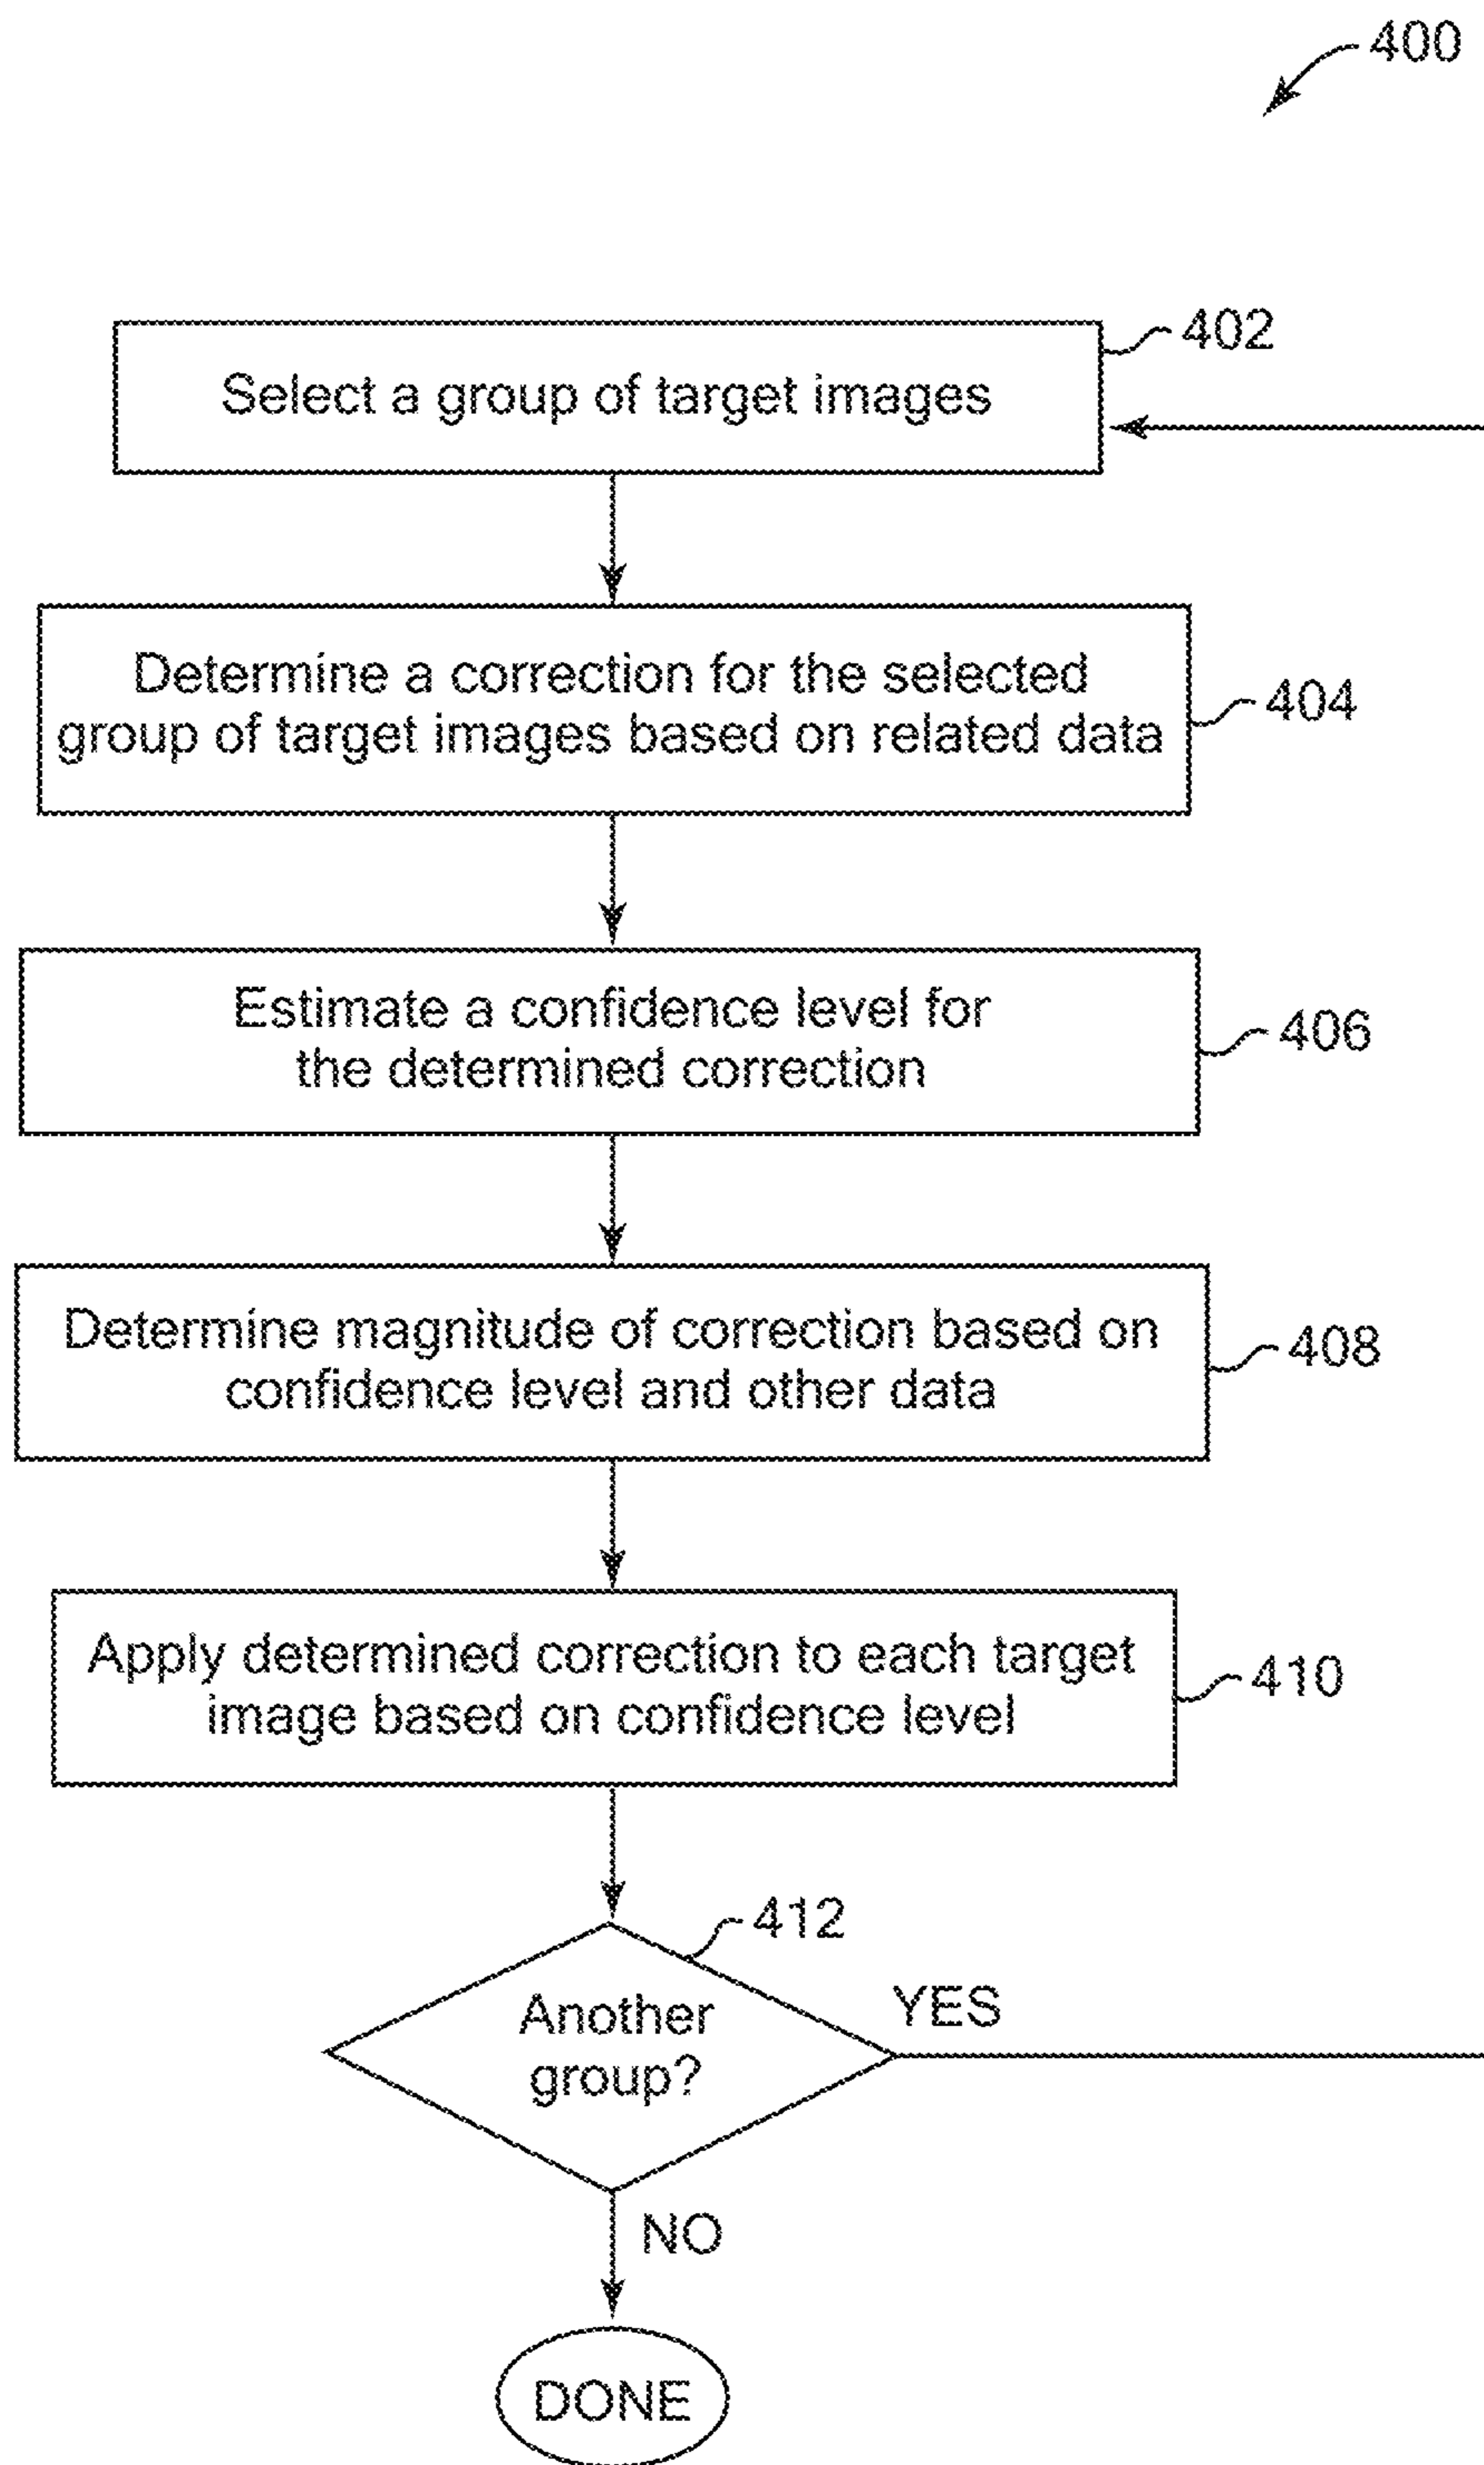 400
402
Select a group of target images
Determine a correction for the selected
group of target images based on related data
404
Estimate a confidence level for
the determined correction
406
Determine magnitude of correction based on
confidence level and other data
408
Apply determined correction to each target
image based on confidence level
410
412
Another
group?
YES
NO
DONE